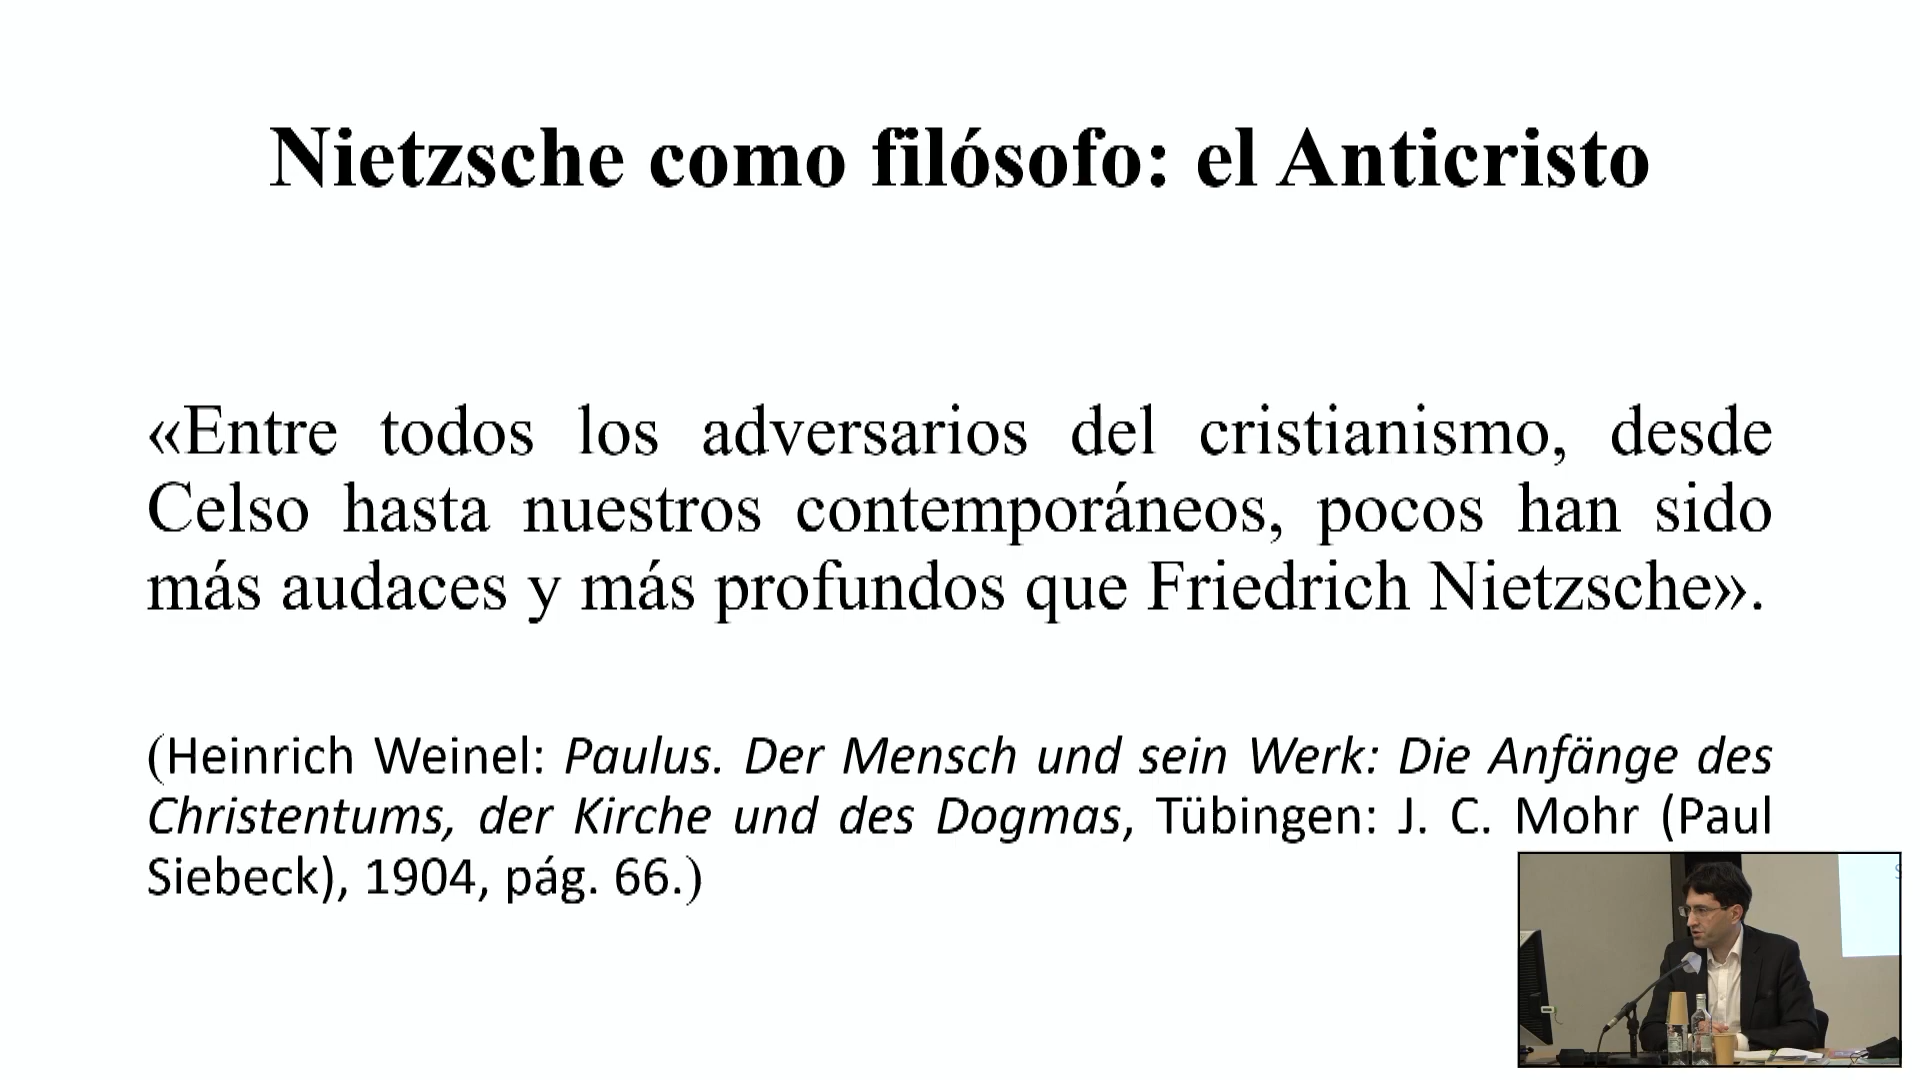 Nietzsche como filósofo: el Anticristo
«Entre todos los adversarios del cristianismo, desde
Celso hasta nuestros contemporáneos, pocos han sido
más audaces y más profundos que Friedrich Nietzsche».
(Heinrich Weinel: Paulus. Der Mensch und sein Werk: Die Anfänge des
Christentums, der Kirche und des Dogmas, Tübingen: J. C. Mohr (Paul
Siebeck), 1904, pág. 66.)